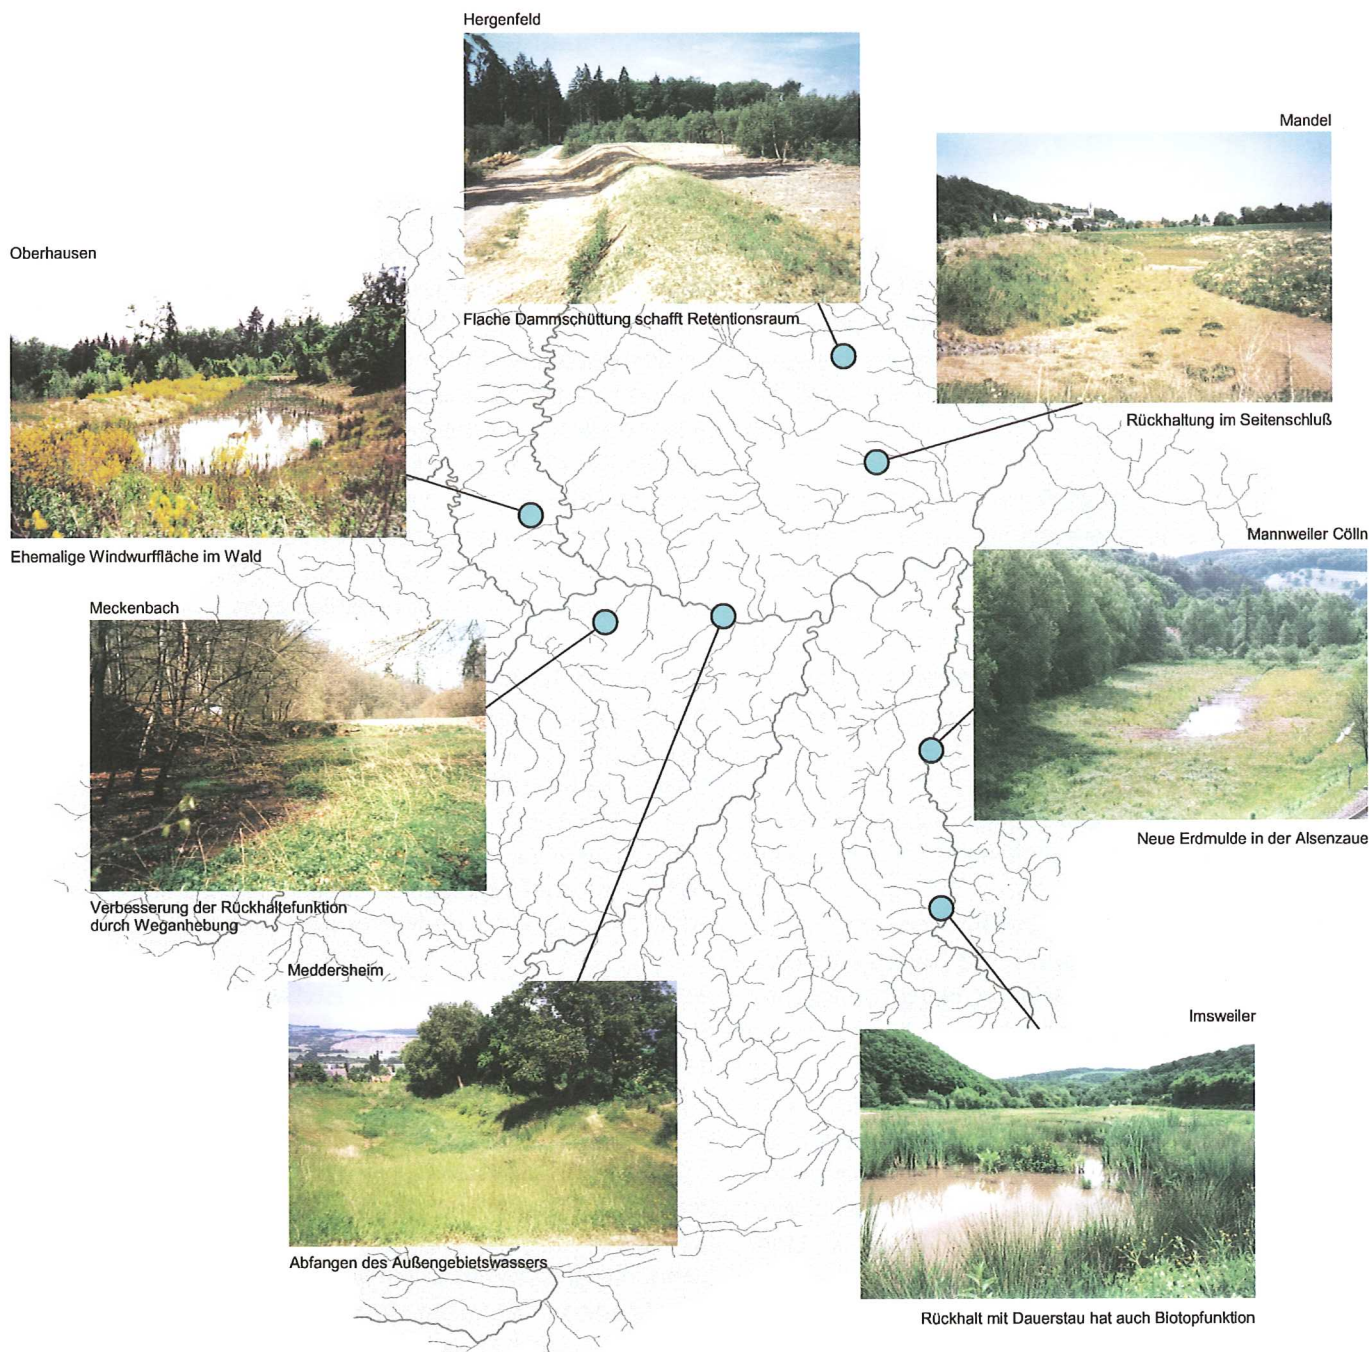 Hergenfeld
Flache Dammschüttung schafft Retentionsraum
Mandel
Rückhaltung im Seitenschluß
Oberhausen
Ehemalige Windwurffläche im Wald
Mannweiler Cölln
Neue Erdmulde in der Alsenzaue
Meckenbach
Verbesserung der Rückhaltefunktion
durch Weganhebung
Meddersheim
Abfangen des Außengebietswassers
Imsweiler
Rückhalt mit Dauerstau hat auch Biotopfunktion